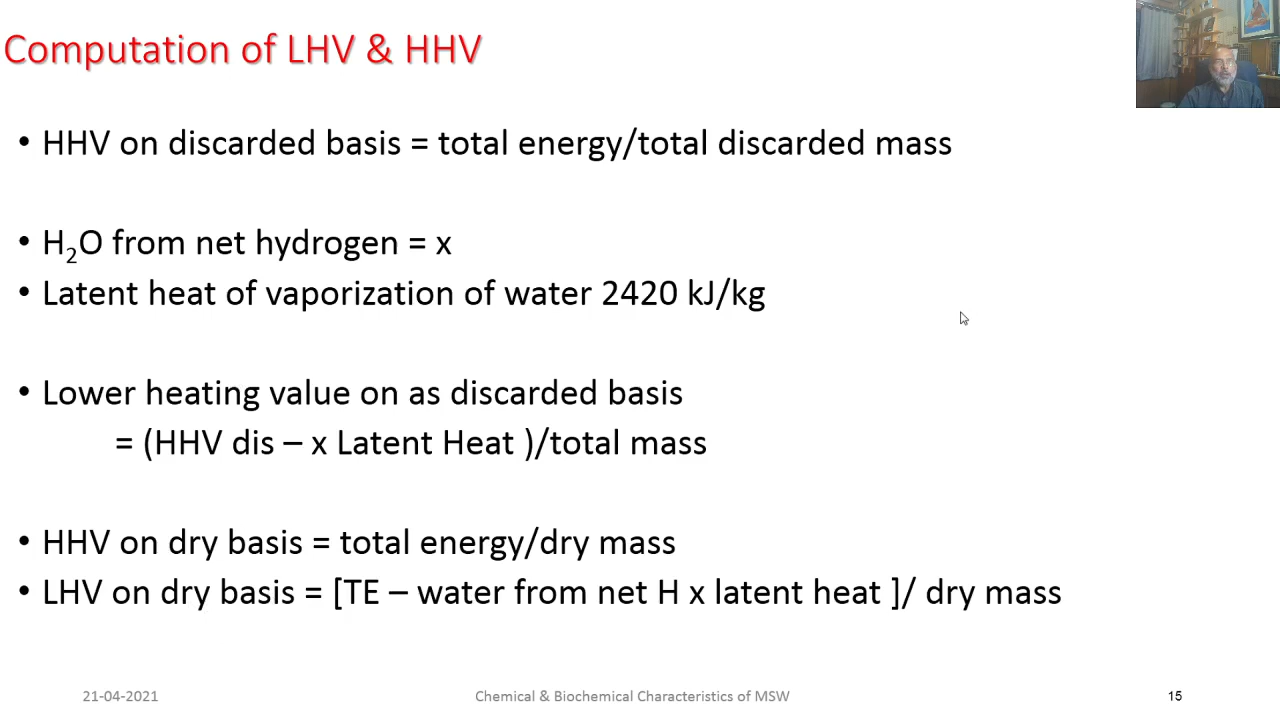 Computation of LHV & HHV
• HHV on discarded basis = total energy/total discarded mass
• H₂O from net hydrogen = x
• Latent heat of vaporization of water 2420 kJ/kg
• Lower heating value on as discarded basis
= (HHV dis – x Latent Heat )/total mass
• HHV on dry basis = total energy/dry mass
• LHV on dry basis = [TE – water from net H x latent heat ]/ dry mass
21-04-2021
Chemical & Biochemical Characteristics of MSW
15